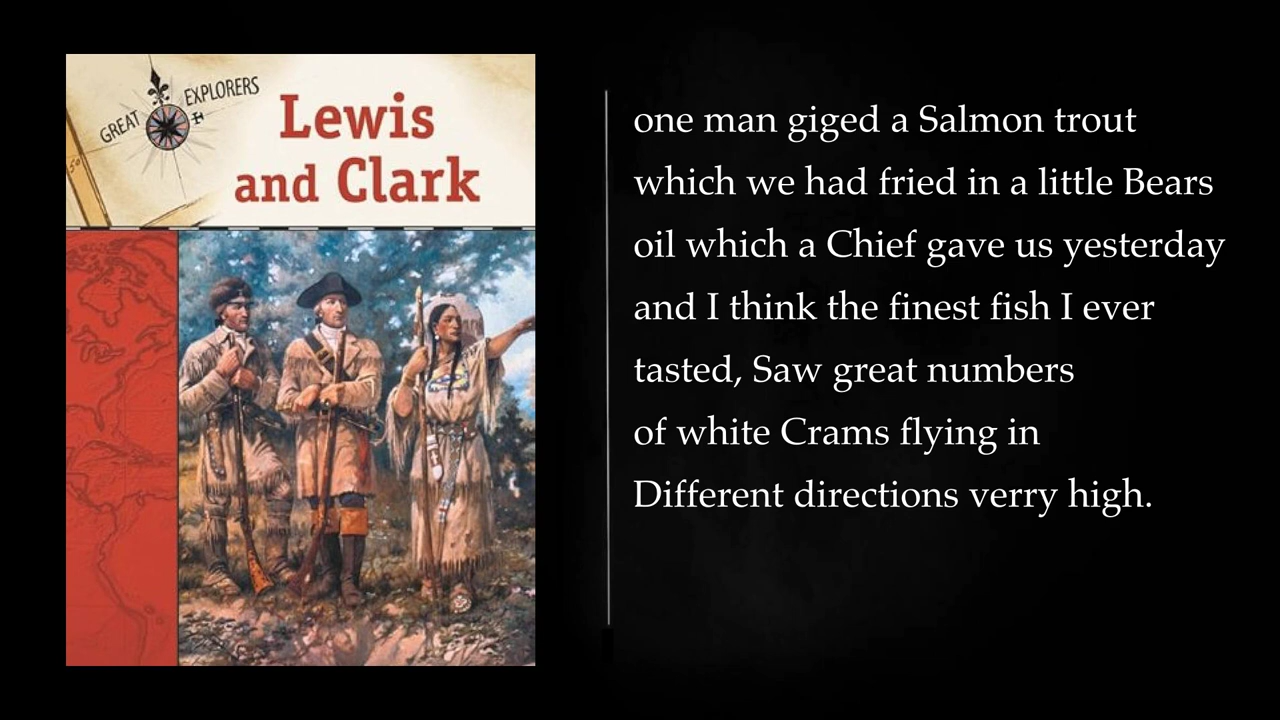 GREAT EXPLORERS
Lewis
and Clark
one man giged a Salmon trout
which we had fried in a little Bears
oil which a Chief gave us yesterday
and I think the finest fish I ever
tasted, Saw great numbers
of white Crams flying in
Different directions verry high.